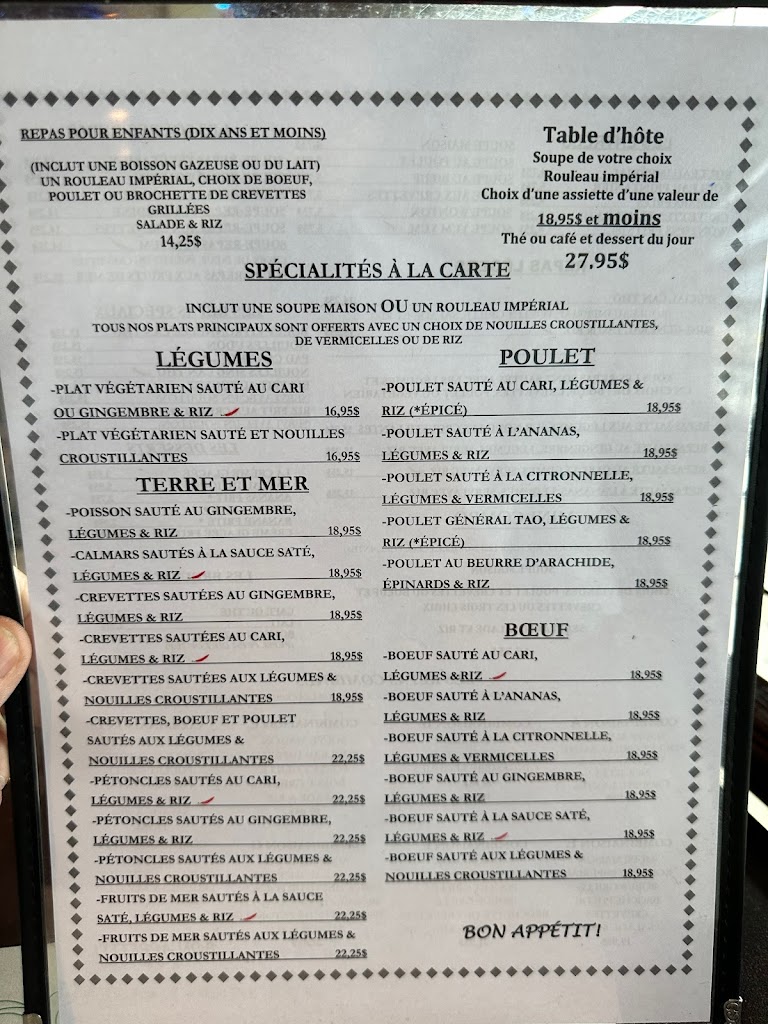 REPAS POUR ENFANTS (DIX ANS ET MOINS)
(INCLUT UNE BOISSON GAZEUSE OU DU LAIT)
UN ROULEAU IMPÉRIAL, CHOIX DE BOEUF,
POULET OU BROCHETTE DE CREVETTES
GRILLÉES
SALADE & RIZ
14,25$
Table d'hôte
Soupe de votre choix
Rouleau impérial
Choix d'une assiette d'une valeur de
18,95$ et moins
Thé ou café et dessert du jour
27,95$
SPÉCIALITÉS À LA CARTE
INCLUT UNE SOUPE MAISON OU UN ROULEAU IMPÉRIAL
TOUS NOS PLATS PRINCIPAUX SONT OFFERTS AVEC UN CHOIX DE NOUILLES CROUSTILLANTES,
DE VERMICELLES OU DE RIZ
LÉGUMES
-PLAT VÉGÉTARIEN SAUTÉ AU CARI
OU GINGEMBRE & RIZ 16,95$
-PLAT VÉGÉTARIEN SAUTÉ ET NOUILLES
CROUSTILLANTES 16,95$
TERRE ET MER
-POISSON SAUTÉ AU GINGEMBRE,
LÉGUMES & RIZ 18,95$
-CALMARS SAUTÉS À LA SAUCE SATÉ,
LÉGUMES & RIZ 18,95$
-CREVETTES SAUTÉES AU GINGEMBRE,
LÉGUMES & RIZ 18,95$
-CREVETTES SAUTÉES AU CARI,
LÉGUMES & RIZ 18,95$
-CREVETTES SAUTÉES AUX LÉGUMES &
NOUILLES CROUSTILLANTES 18,95$
-CREVETTES, BOEUF ET POULET
SAUTÉS AUX LÉGUMES &
NOUILLES CROUSTILLANTES 22,25$
-PÉTONCLES SAUTÉS AU CARI,
LÉGUMES & RIZ 22,25$
-PÉTONCLES SAUTÉS AU GINGEMBRE,
LÉGUMES & RIZ 22,25$
-PÉTONCLES SAUTÉS AUX LÉGUMES &
NOUILLES CROUSTILLANTES 22,25$
-FRUITS DE MER SAUTÉS À LA SAUCE
SATÉ, LÉGUMES & RIZ 22,25$
-FRUITS DE MER SAUTÉS AUX LÉGUMES &
NOUILLES CROUSTILLANTES 22,25$
POULET
-POULET SAUTÉ AU CARI, LÉGUMES &
RIZ (*ÉPICÉ) 18,95$
-POULET SAUTÉ À L'ANANAS,
LÉGUMES & RIZ 18,95$
-POULET SAUTÉ À LA CITRONNELLE,
LÉGUMES & VERMICELLES 18,95$
-POULET GÉNÉRAL TAO, LÉGUMES &
RIZ (*ÉPICÉ) 18,95$
-POULET AU BEURRE D'ARACHIDE,
ÉPINARDS & RIZ 18,95$
BŒUF
-BOEUF SAUTÉ AU CARI,
LÉGUMES &RIZ 18,95$
-BOEUF SAUTÉ À L'ANANAS,
LÉGUMES & RIZ 18,95$
-BOEUF SAUTÉ À LA CITRONNELLE,
LÉGUMES & VERMICELLES 18,95$
-BOEUF SAUTÉ AU GINGEMBRE,
LÉGUMES & RIZ 18,95$
-BOEUF SAUTÉ À LA SAUCE SATÉ,
LÉGUMES & RIZ 18,95$
-BOEUF SAUTÉ AUX LÉGUMES &
NOUILLES CROUSTILLANTES 18,95$
BON APPÉTIT!